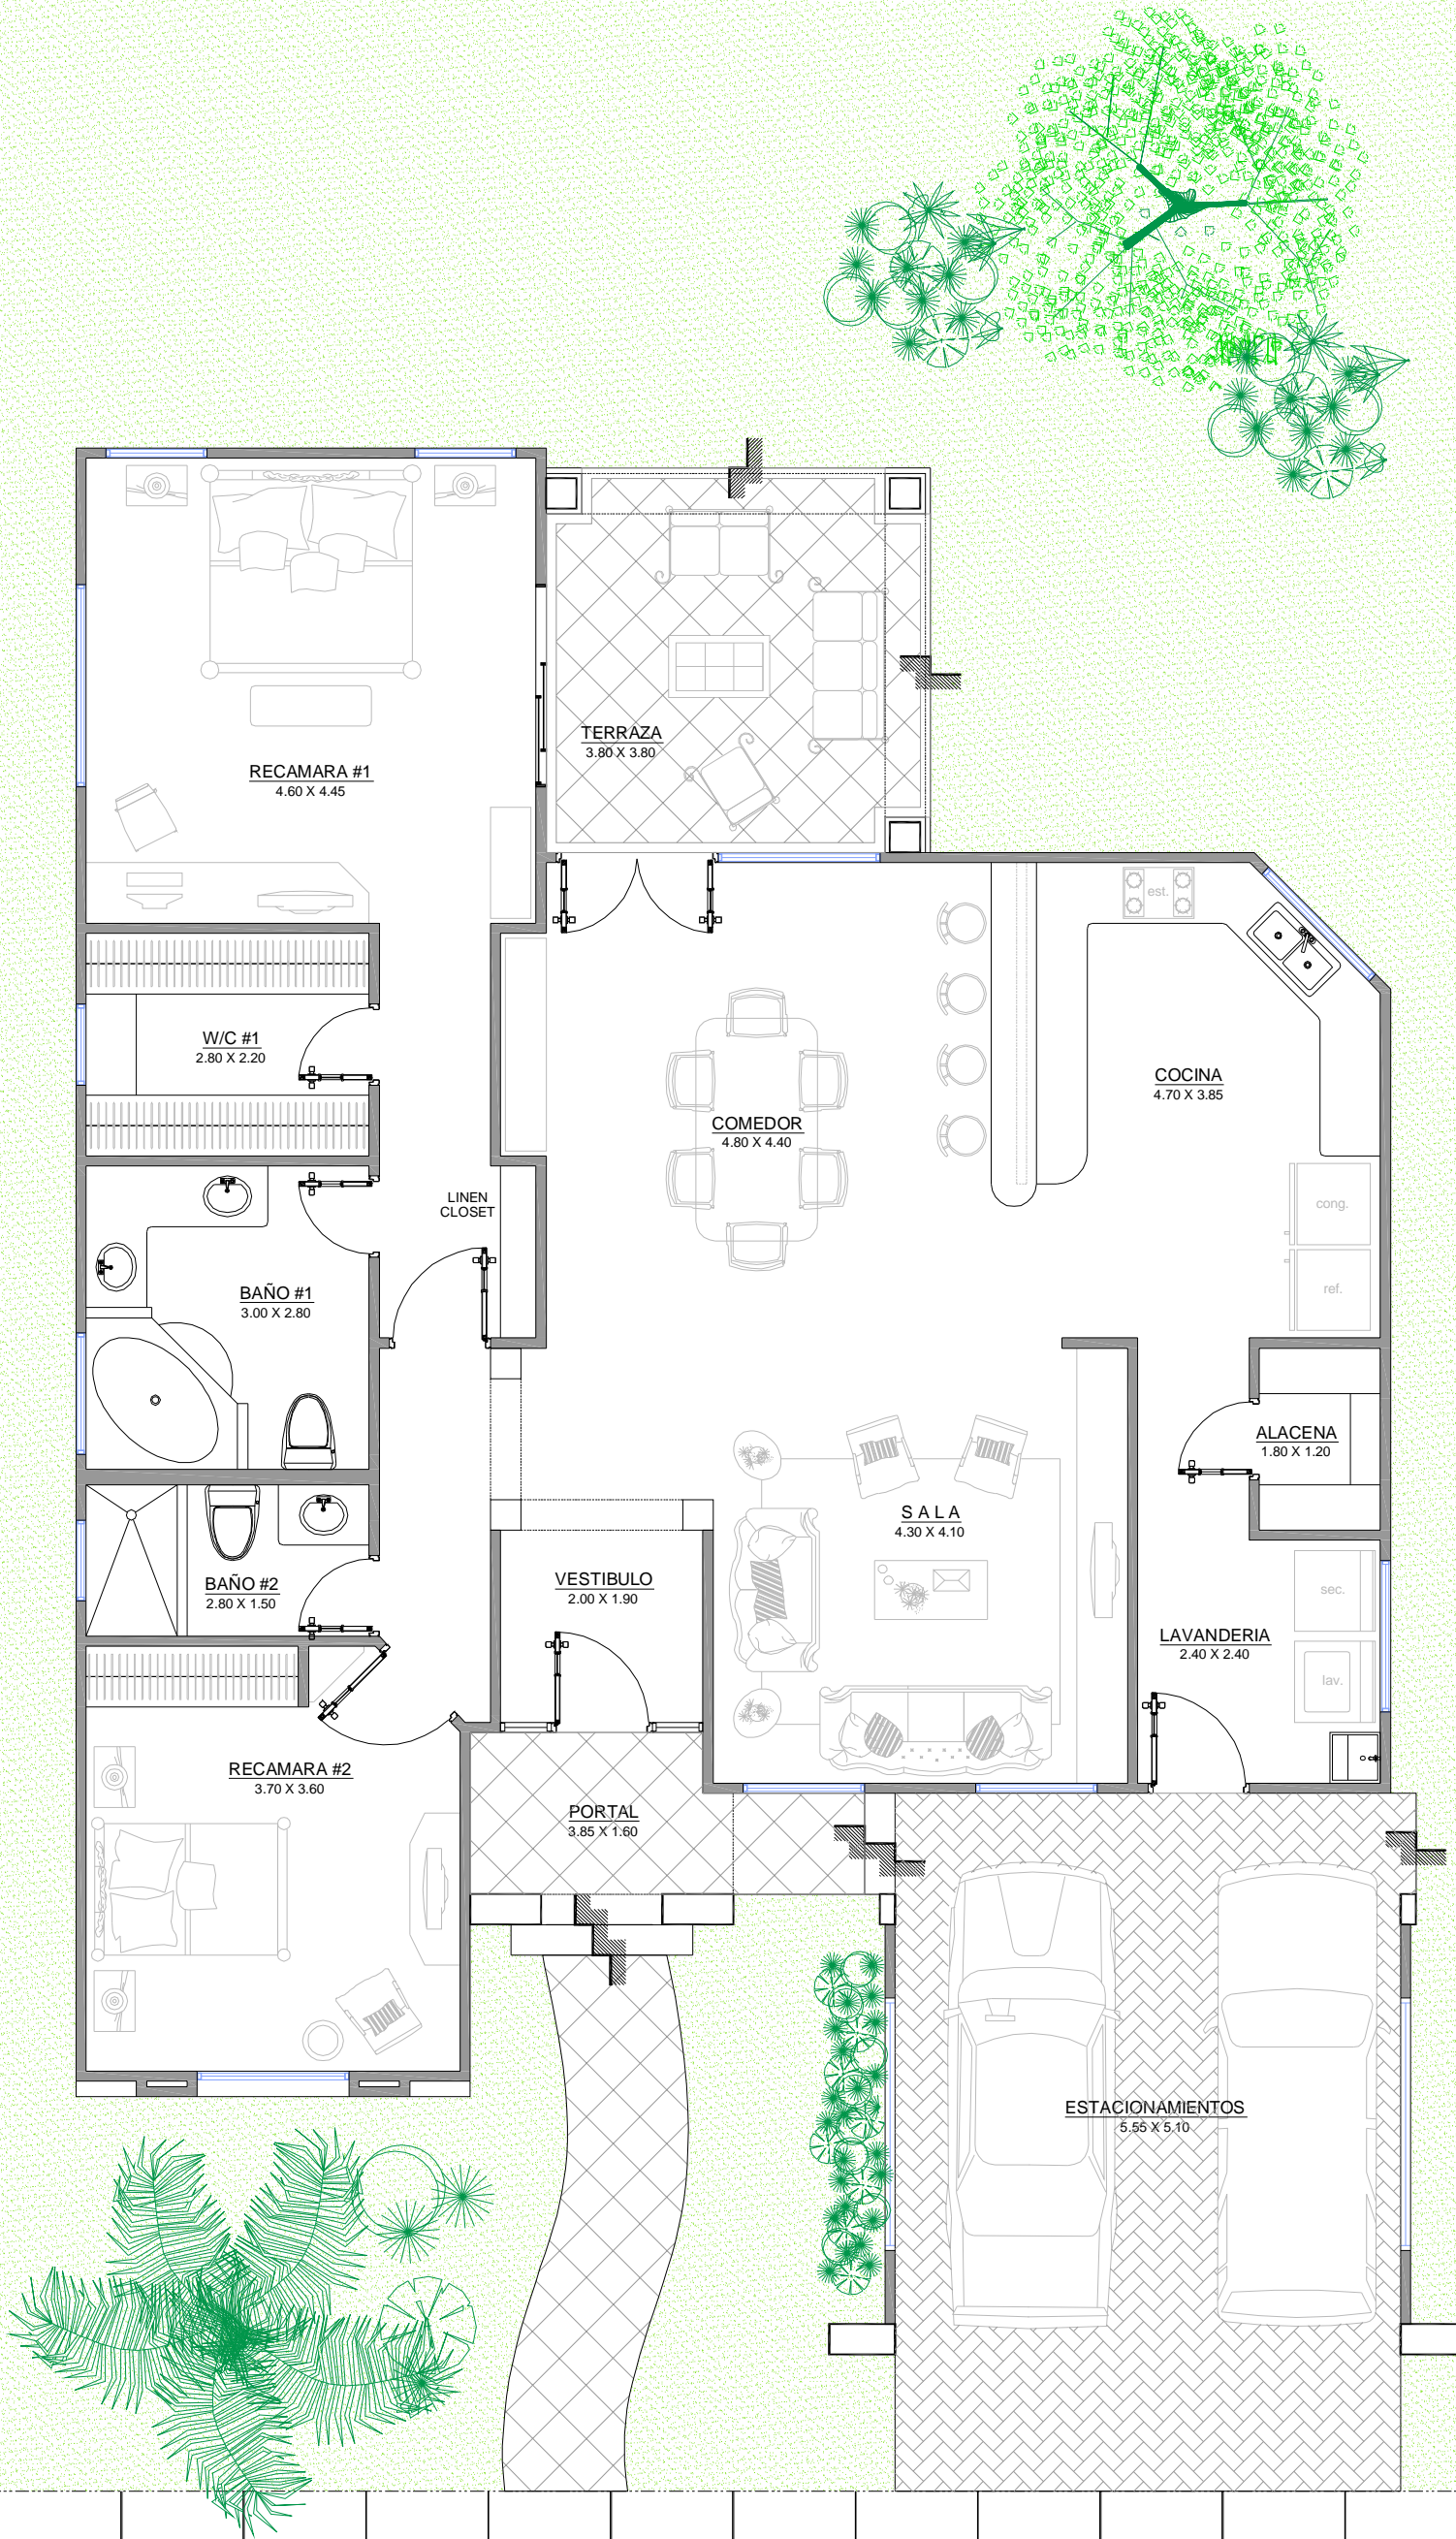 TERRAZA
3.80 X 3.80
RECAMARA #1
4.60 X 4.45
est.
W/C #1
2.80 X 2.20
COCINA
4.70 X 3.85
COMEDOR
4.80 X 4.40
LINEN
CLOSET
cong.
BAÑO #1
3.00 X 2.80
ref.
ALACENA
1.80 X 1.20
S A L A
4.30 X 4.10
BAÑO #2
2.80 X 1.50
VESTIBULO
2.00 X 1.90
sec.
LAVANDERIA
2.40 X 2.40
lav.
RECAMARA #2
3.70 X 3.60
PORTAL
3.85 X 1.60
ESTACIONAMIENTOS
5.55 X 5.10